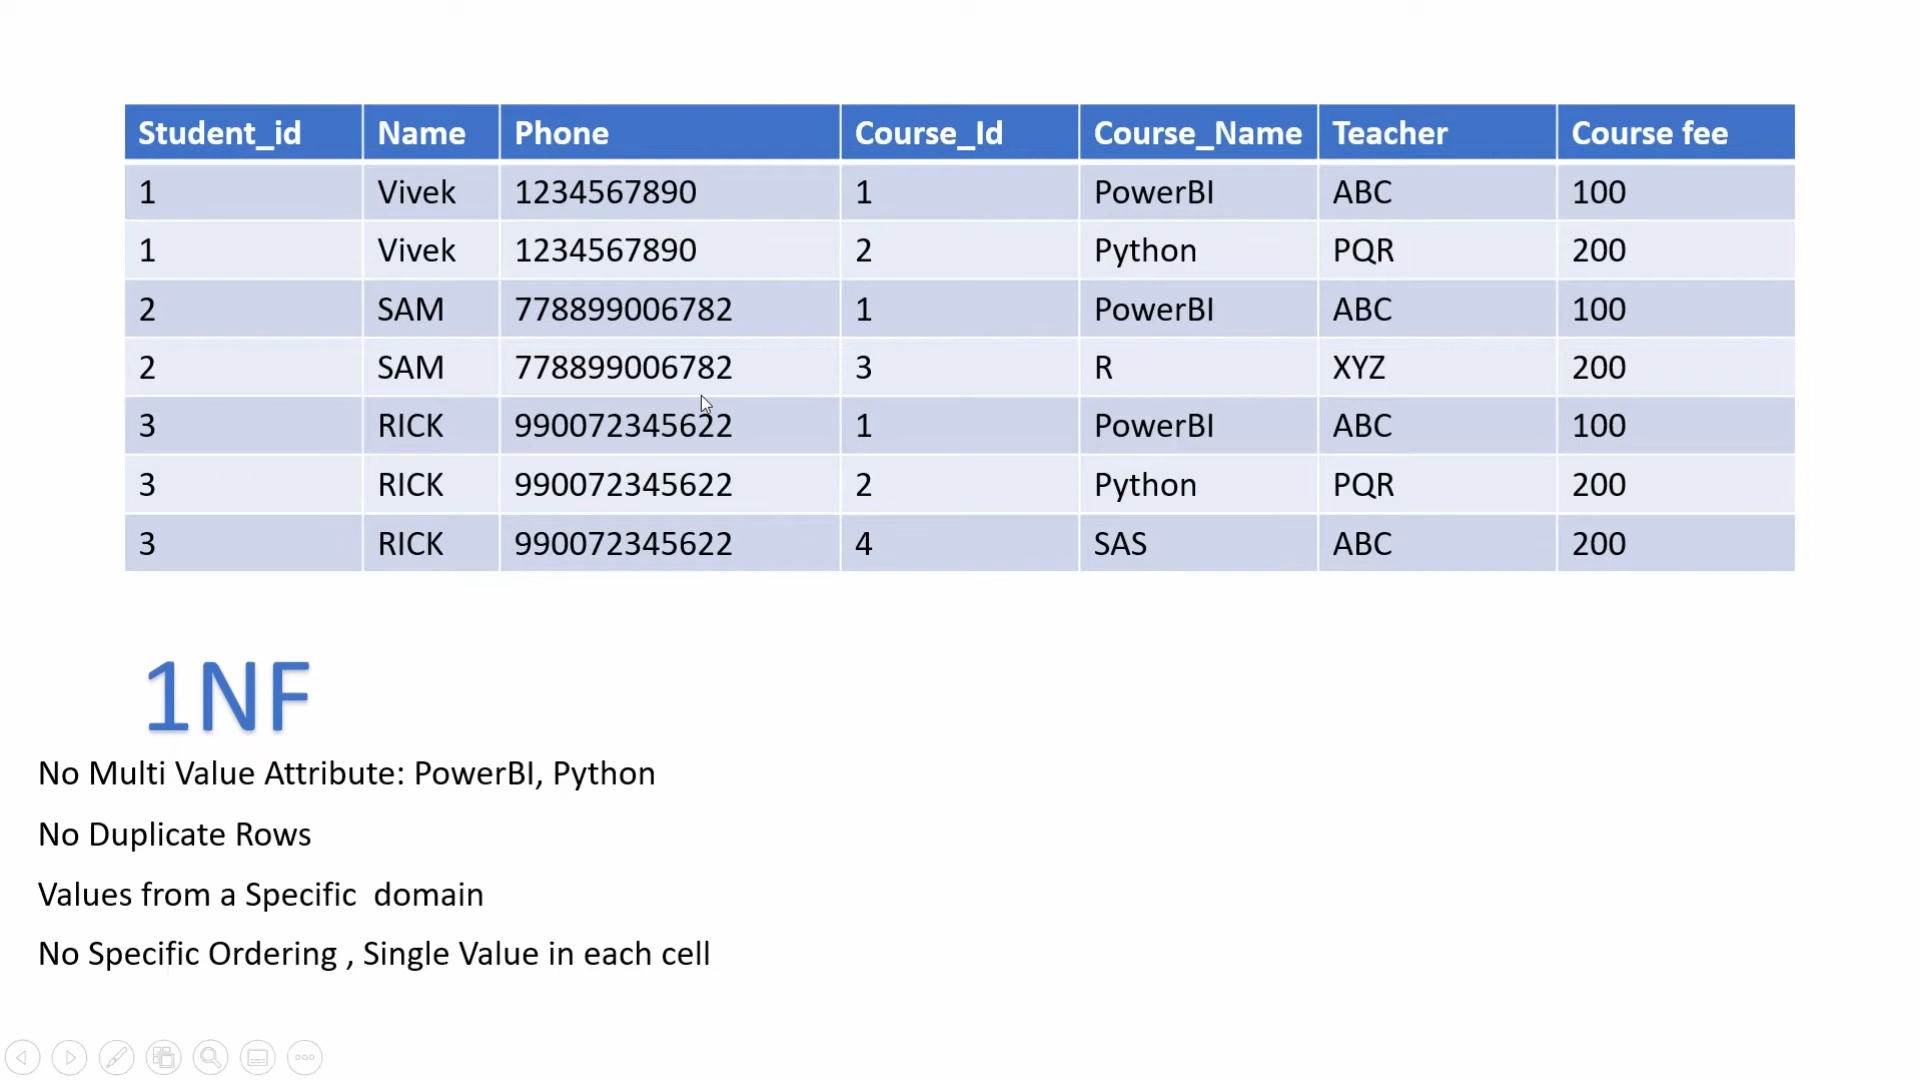 Student_id Name Phone Course_Id Course_Name Teacher Course fee
1 Vivek 1234567890 1 PowerBI ABC 100
1 Vivek 1234567890 2 Python PQR 200
2 SAM 778899006782 1 PowerBI ABC 100
2 SAM 778899006782 3 R XYZ 200
3 RICK 990072345622 1 PowerBI ABC 100
3 RICK 990072345622 2 Python PQR 200
3 RICK 990072345622 4 SAS ABC 200
1NF
No Multi Value Attribute: PowerBI, Python
No Duplicate Rows
Values from a Specific  domain
No Specific Ordering , Single Value in each cell